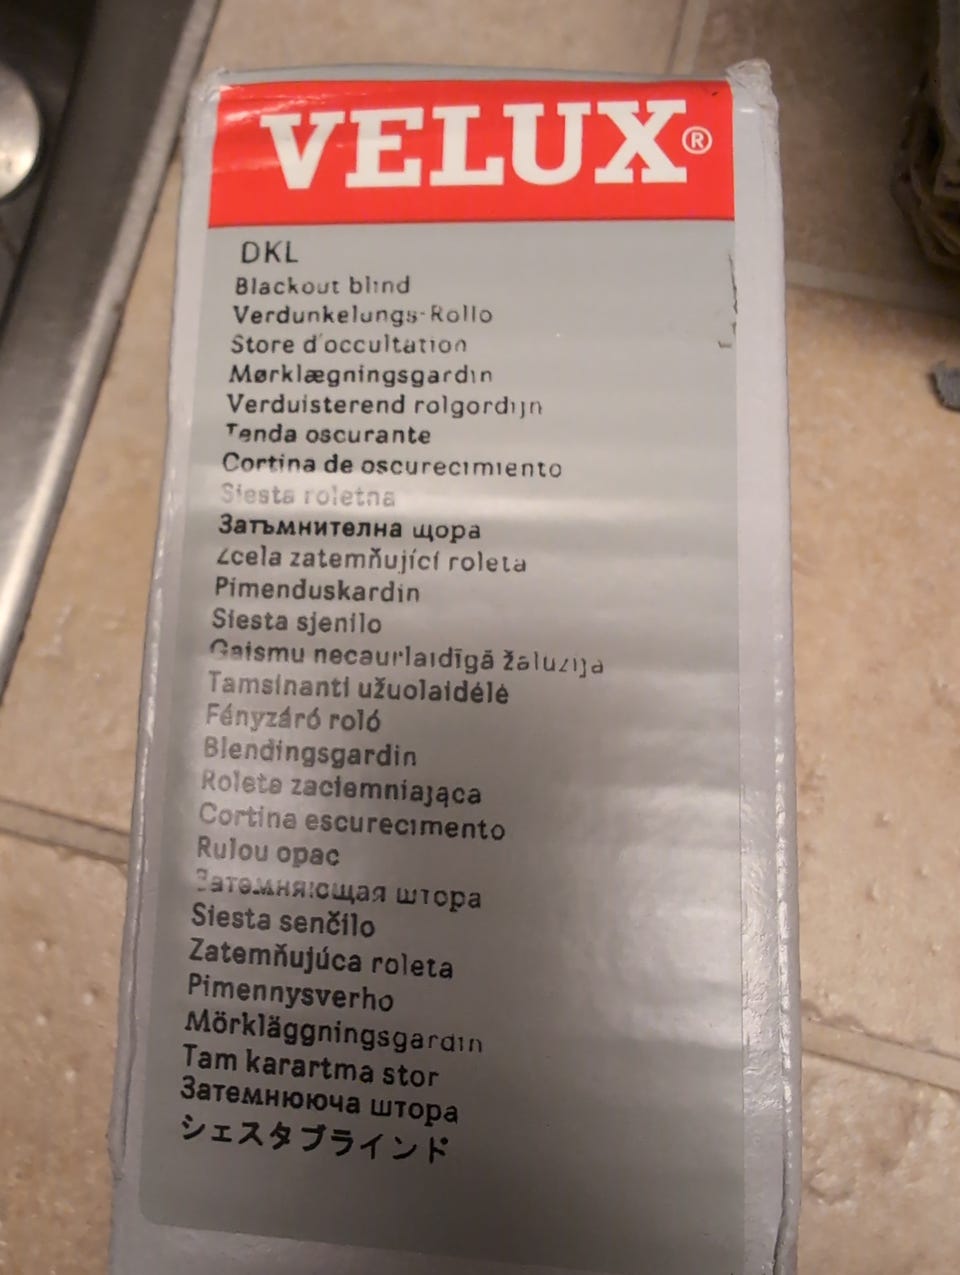 VELUX®
DKL
Blackout blind
Verdunkelungs-Rollo
Store d'occultation
Mørklægningsgardin
Verduisterend rolgordijn
Tenda oscurante
Cortina de oscurecimiento
Siesta roletna
Затъмнителна щора
Zcela zatemňující roleta
Pimenduskardin
Siesta sjenilo
Gaismu necaurlaidīgā žalūzija
Tamsinanti užuolaidėlė
Fényzáró roló
Blendingsgardin
Roleta zaciemniająca
Cortina escurecimento
Rulou opac
Затемняющая штора
Siesta senčilo
Zatemňujúca roleta
Pimennysverho
Mörkläggningsgardin
Tam karartma stor
Затемнююча штора
シエスタブラインド